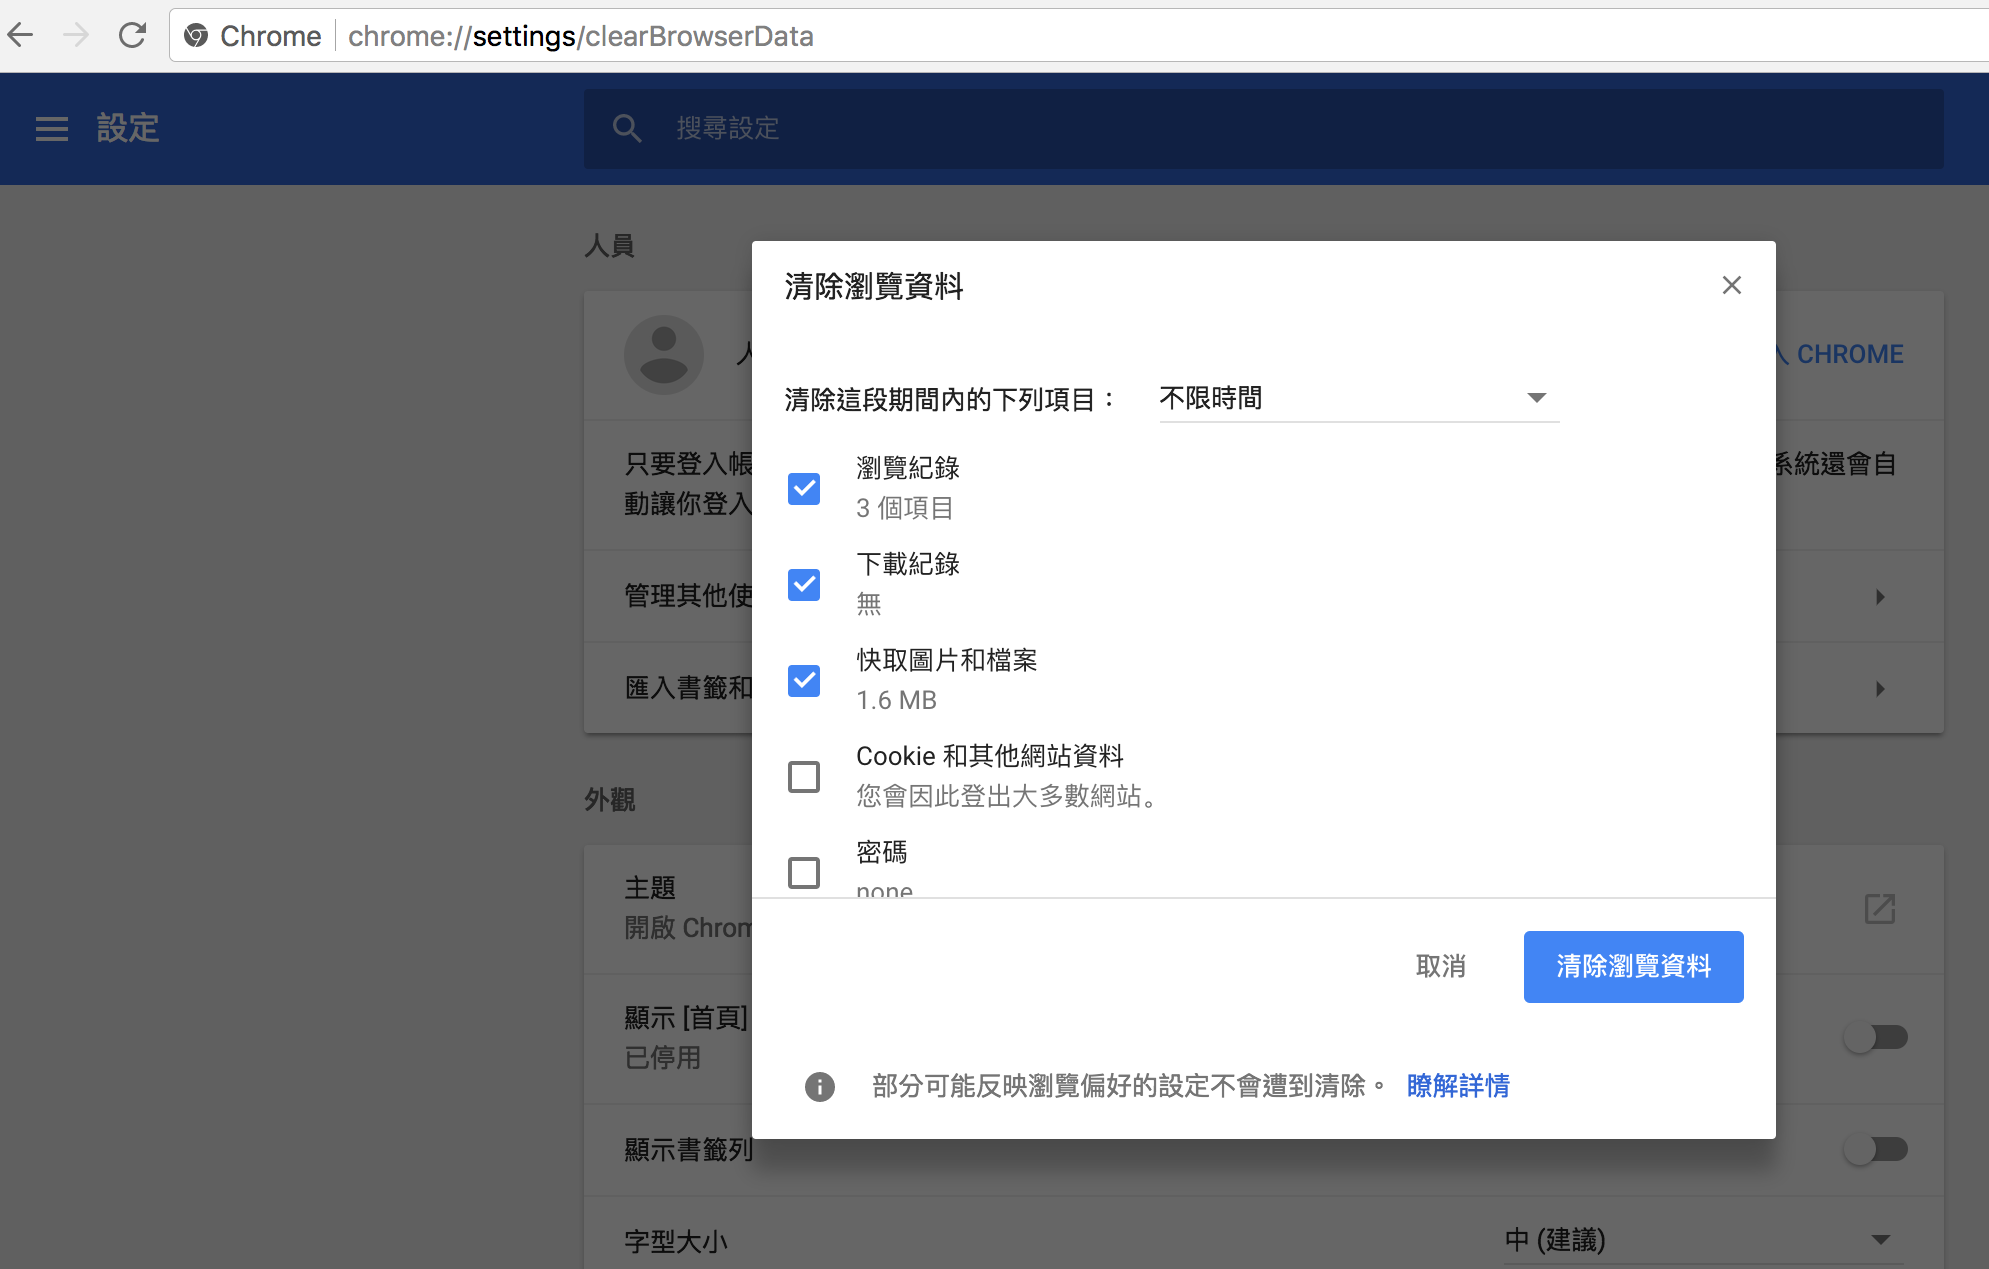 Chrome chrome://settings/clearBrowserData
設定
搜尋設定
人員
清除瀏覽資料
CHROME
清除這段期間內的下列項目： 不限時間
只要登入帳
系統還會自
動讓你登入
瀏覽紀錄
3 個項目
下載紀錄
無
管理其他使
快取圖片和檔案
1.6 MB
匯入書籤和
Cookie 和其他網站資料
您會因此登出大多數網站。
外觀
密碼
none
主題
開啟 Chrom
取消
清除瀏覽資料
顯示 [首頁]
已停用
部分可能反映瀏覽偏好的設定不會遭到清除。 瞭解詳情
顯示書籤列
字型大小
中 (建議)